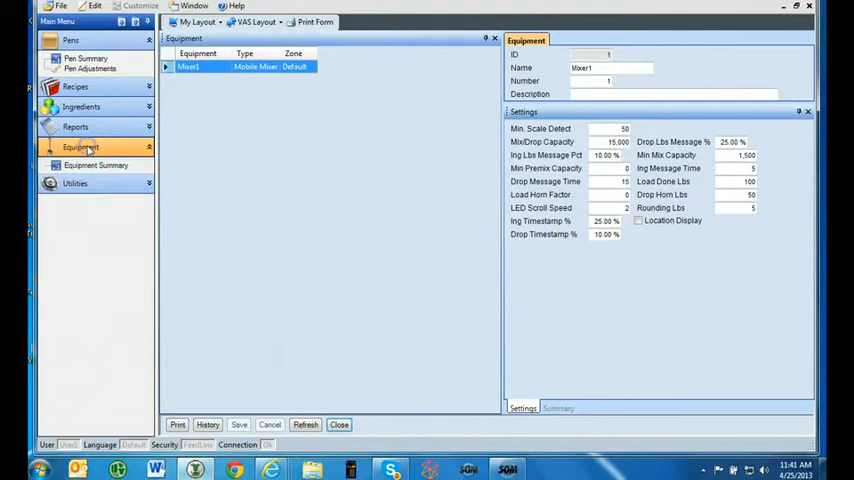 File Edit Customize Window Help
Main Menu My Layout VAS Layout Print Form
Pens
Pen Summary
Pen Adjustments
Recipes
Ingredients
Reports
Equipment
Equipment Summary
Utilities
Equipment
Equipment Type Zone
Mixer1 Mobile Mixer Default
Equipment
ID 1
Name Mixer1
Number 1
Description
Settings
Min. Scale Detect 50
Mix/Drop Capacity 15,000 Drop Lbs Message % 25.00 %
Ing Lbs Message Pct 10.00 % Min Mix Capacity 1,500
Min Premix Capacity 0 Ing Message Time 5
Drop Message Time 15 Load Done Lbs 100
Load Horn Factor 0 Drop Horn Lbs 50
LED Scroll Speed 2 Rounding Lbs 5
Ing Timestamp % 25.00 % Location Display
Drop Timestamp % 10.00 %
Settings Summary
Print History Save Cancel Refresh Close
User User1 Language Default Security FeedLine Connection Ok
11:41 AM
4/25/2013